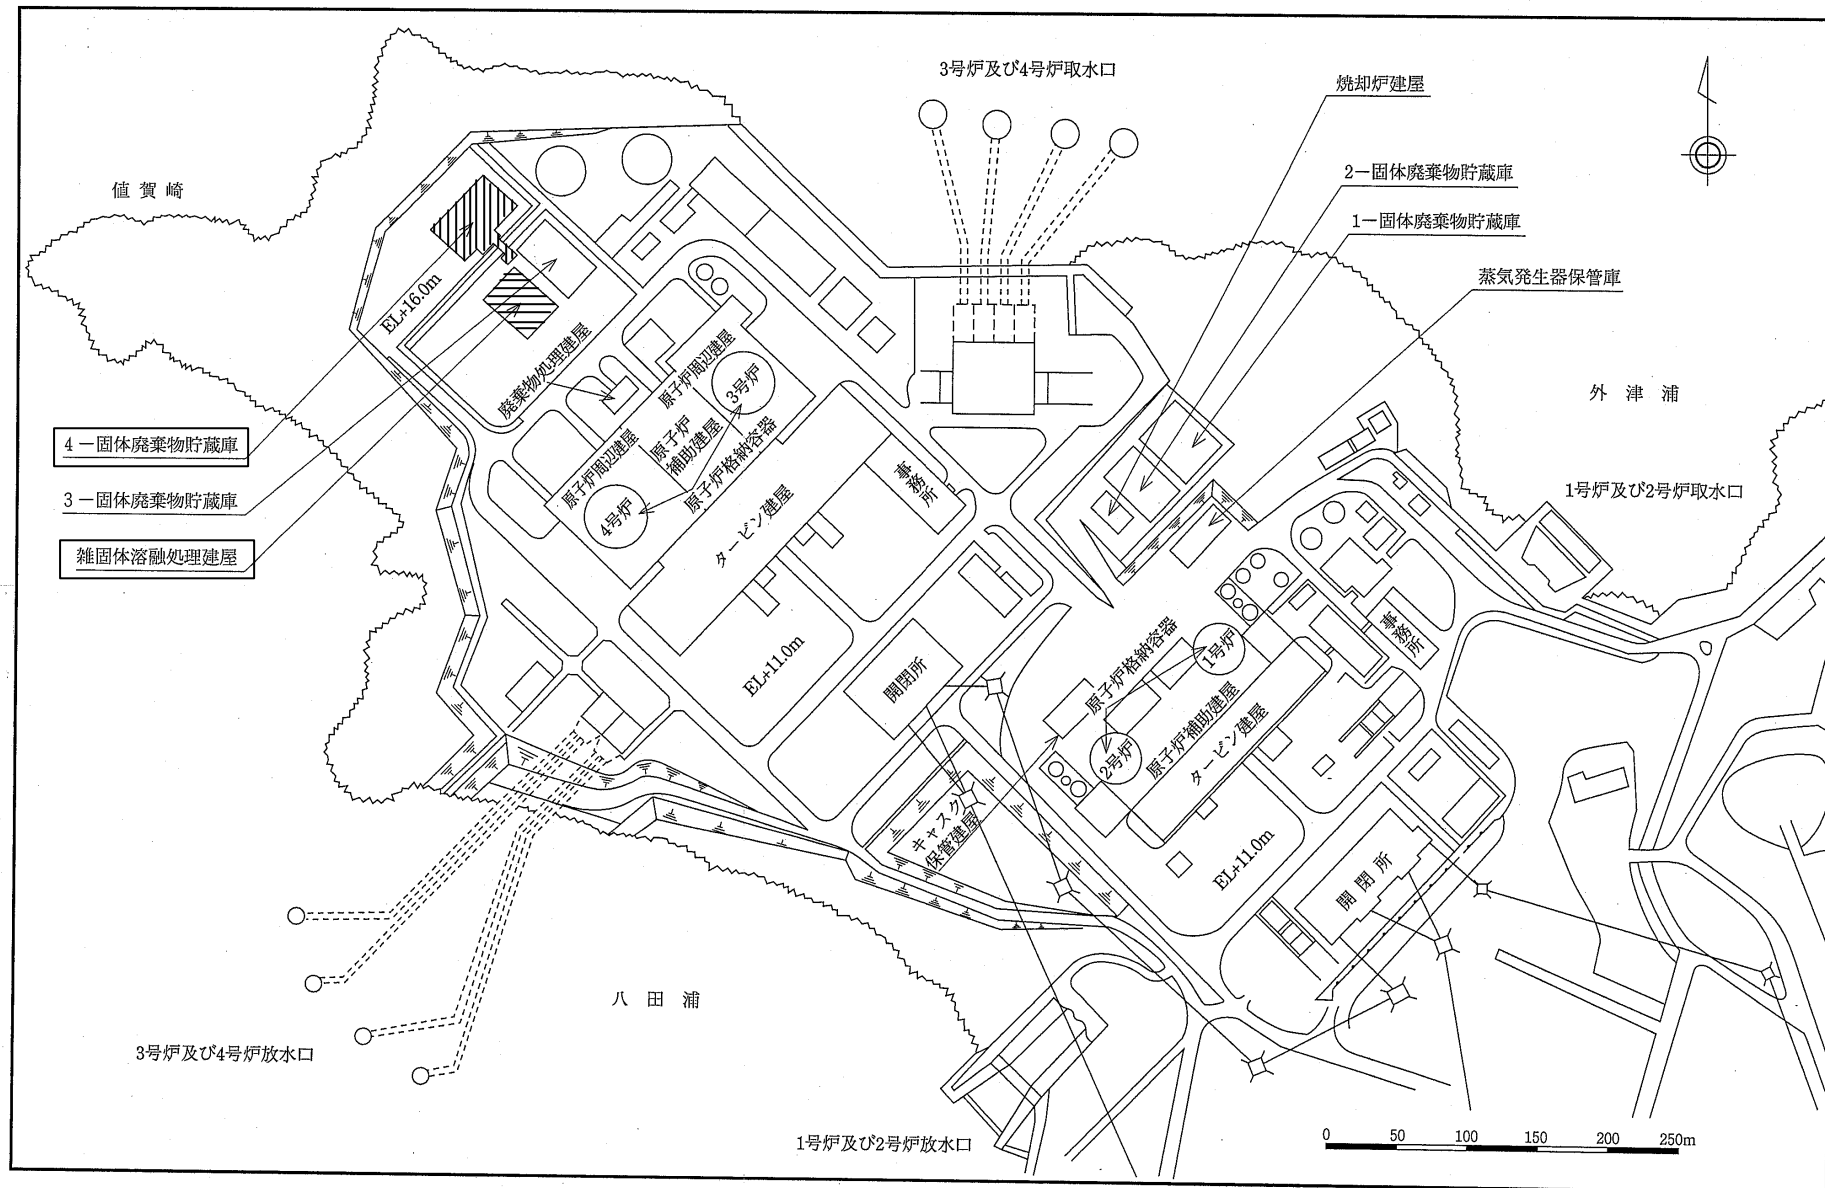 3号炉及び4号炉取水口
焼却炉建屋
2－固体廃棄物貯蔵庫
1－固体廃棄物貯蔵庫
蒸気発生器保管庫
値賀崎
外津浦
1号炉及び2号炉取水口
EL+16.0m
廃棄物処理建屋
原子炉周辺建屋
3号炉
原子炉
補助建屋
原子炉周辺建屋
原子炉格納容器
4号炉
タービン建屋
事務所
4－固体廃棄物貯蔵庫
3－固体廃棄物貯蔵庫
雑固体溶融処理建屋
EL+11.0m
開閉所
原子炉格納容器
1号炉
2号炉
原子炉補助建屋
タービン建屋
事務所
キャスク
保管建屋
EL+11.0m
開閉所
八田浦
3号炉及び4号炉放水口
1号炉及び2号炉放水口
0 50 100 150 200 250m